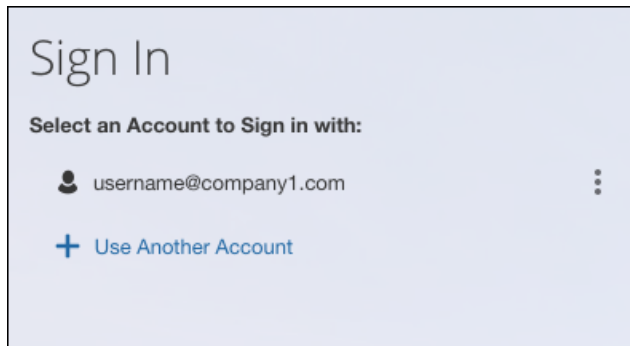 Sign In
Select an Account to Sign in with:
username@company1.com
Use Another Account